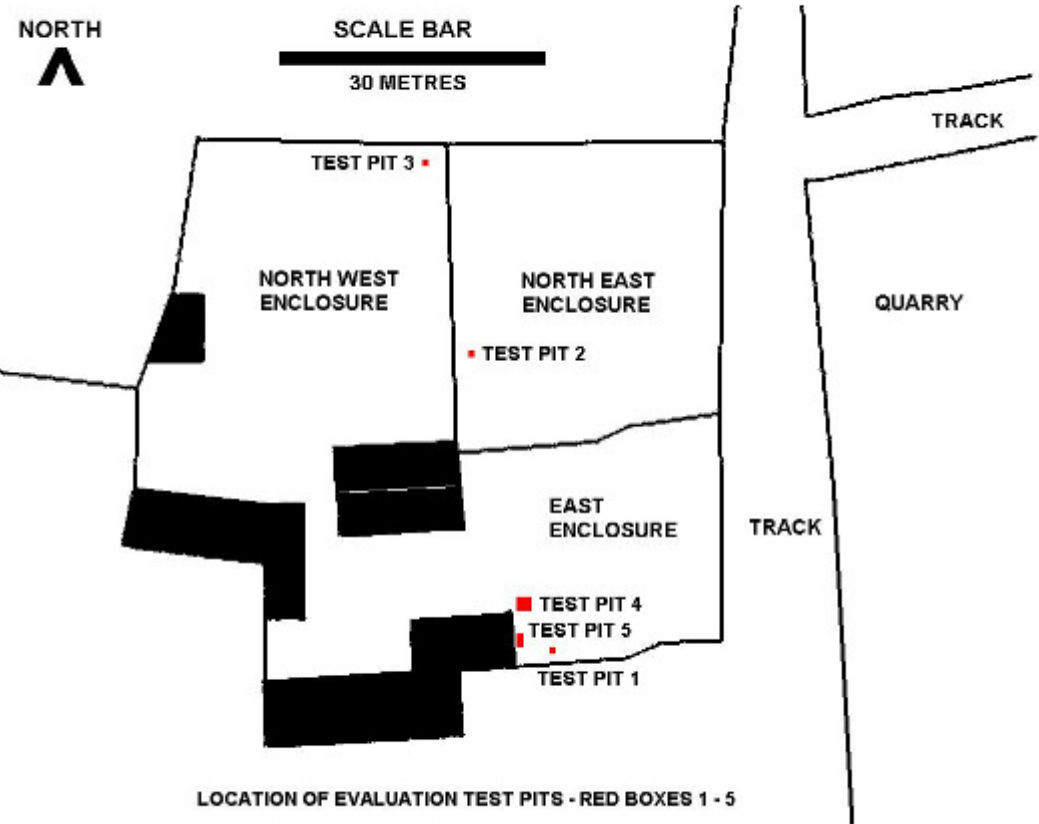 NORTH
SCALE BAR
30 METRES
TRACK
TEST PIT 3
NORTH WEST
ENCLOSURE
NORTH EAST
ENCLOSURE
QUARRY
TEST PIT 2
EAST
ENCLOSURE
TRACK
TEST PIT 4
TEST PIT 5
TEST PIT 1
LOCATION OF EVALUATION TEST PITS - RED BOXES 1 - 5